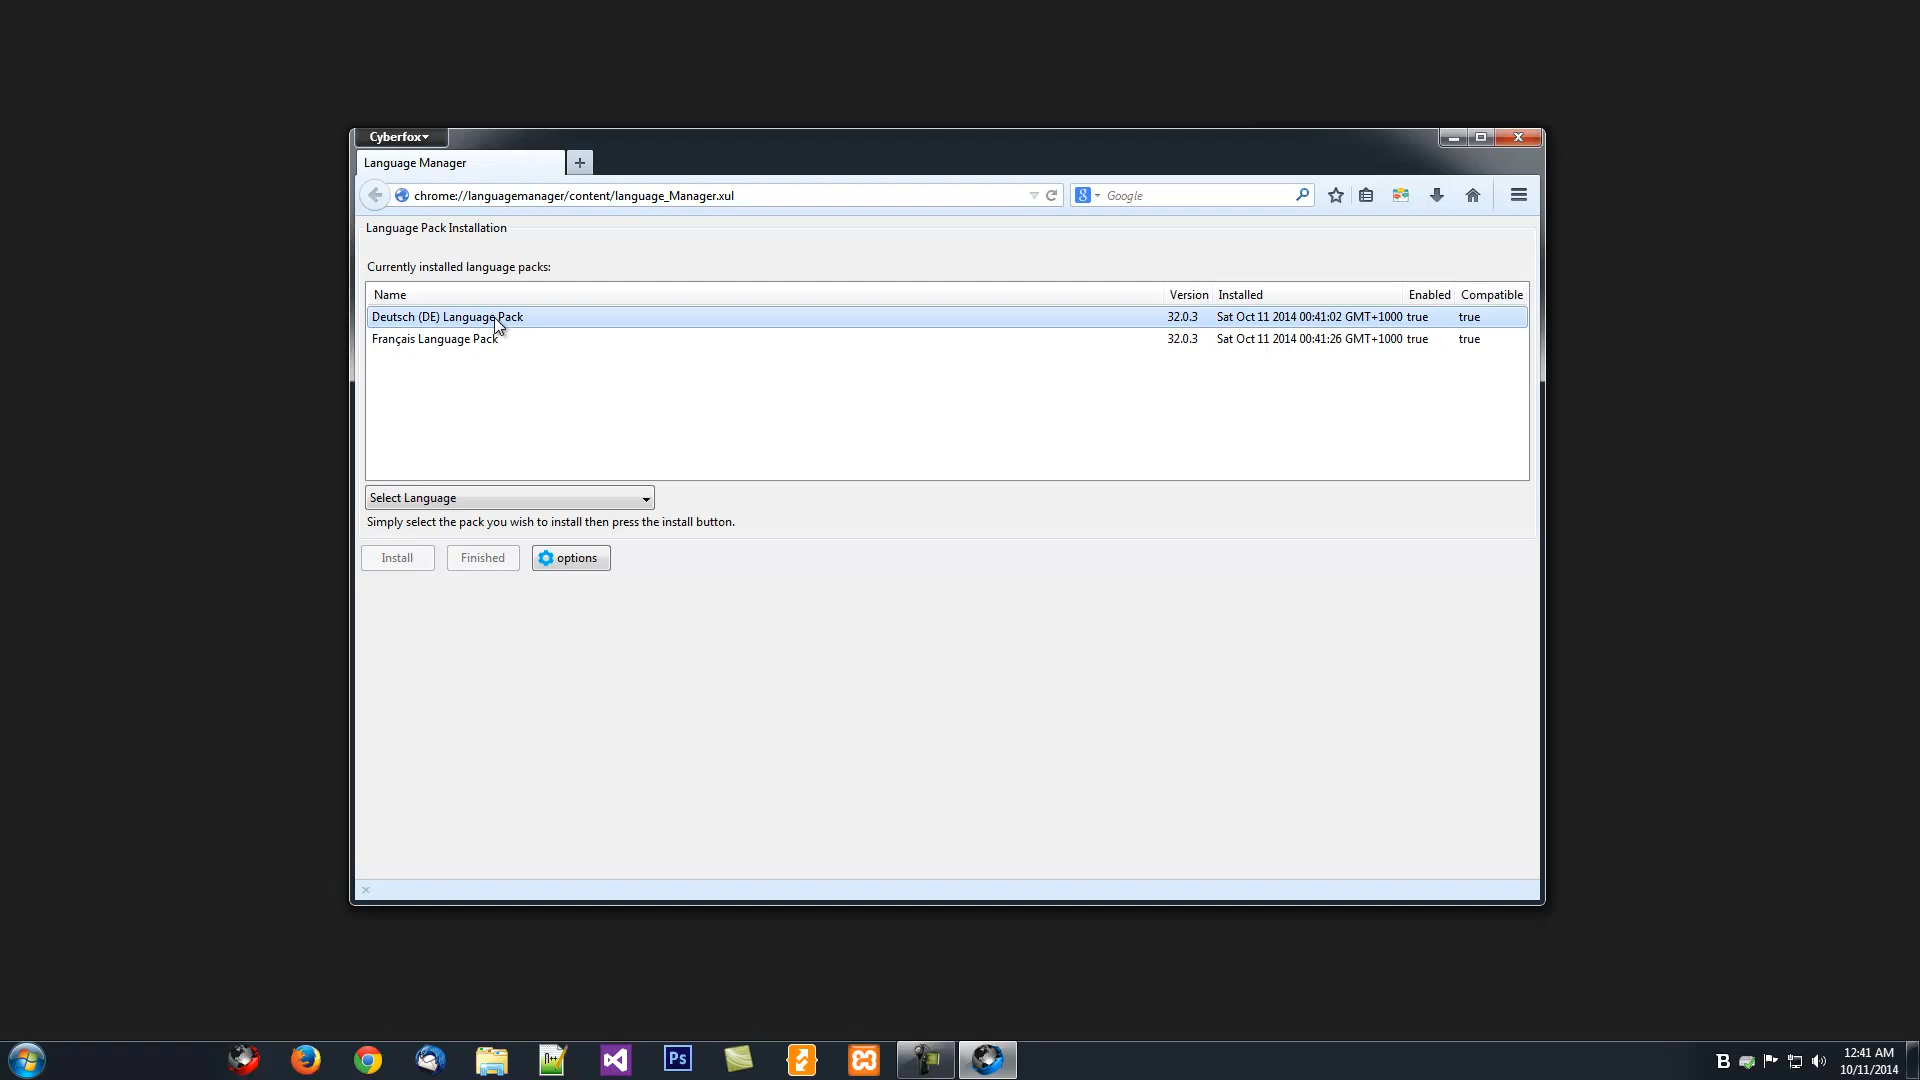 Cyberfox
Language Manager
chrome://languagemanager/content/language_Manager.xul
8
Google
Language Pack Installation
Currently installed language packs:
Name Version Installed Enabled Compatible
Deutsch (DE) Language Pack 32.0.3 Sat Oct 11 2014 00:41:02 GMT+1000 true true
Français Language Pack 32.0.3 Sat Oct 11 2014 00:41:26 GMT+1000 true true
Select Language
Simply select the pack you wish to install then press the install button.
Install Finished options
Ps
B
12:41 AM
10/11/2014